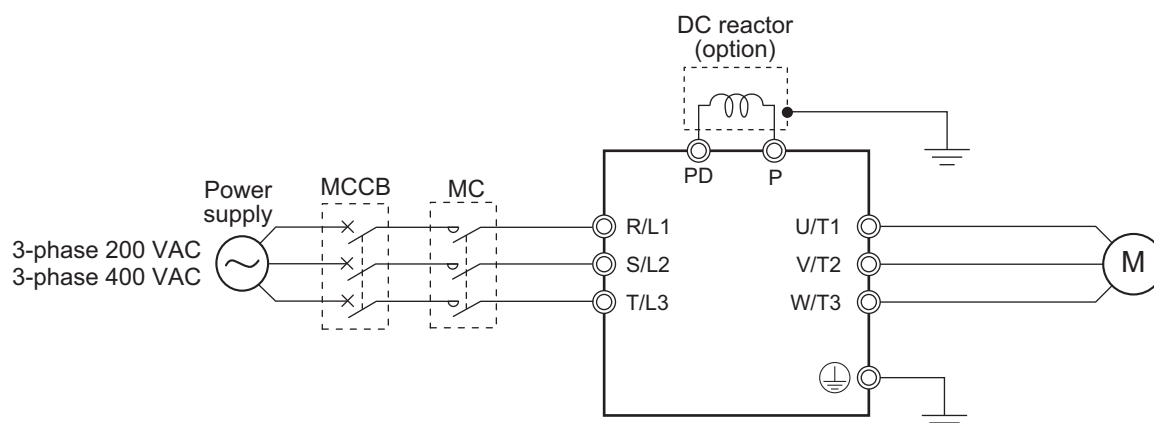 DC reactor
(option)
PD
P
Power
supply
MCCB
MC
3-phase 200 VAC
3-phase 400 VAC
R/L1
S/L2
T/L3
U/T1
V/T2
W/T3
M